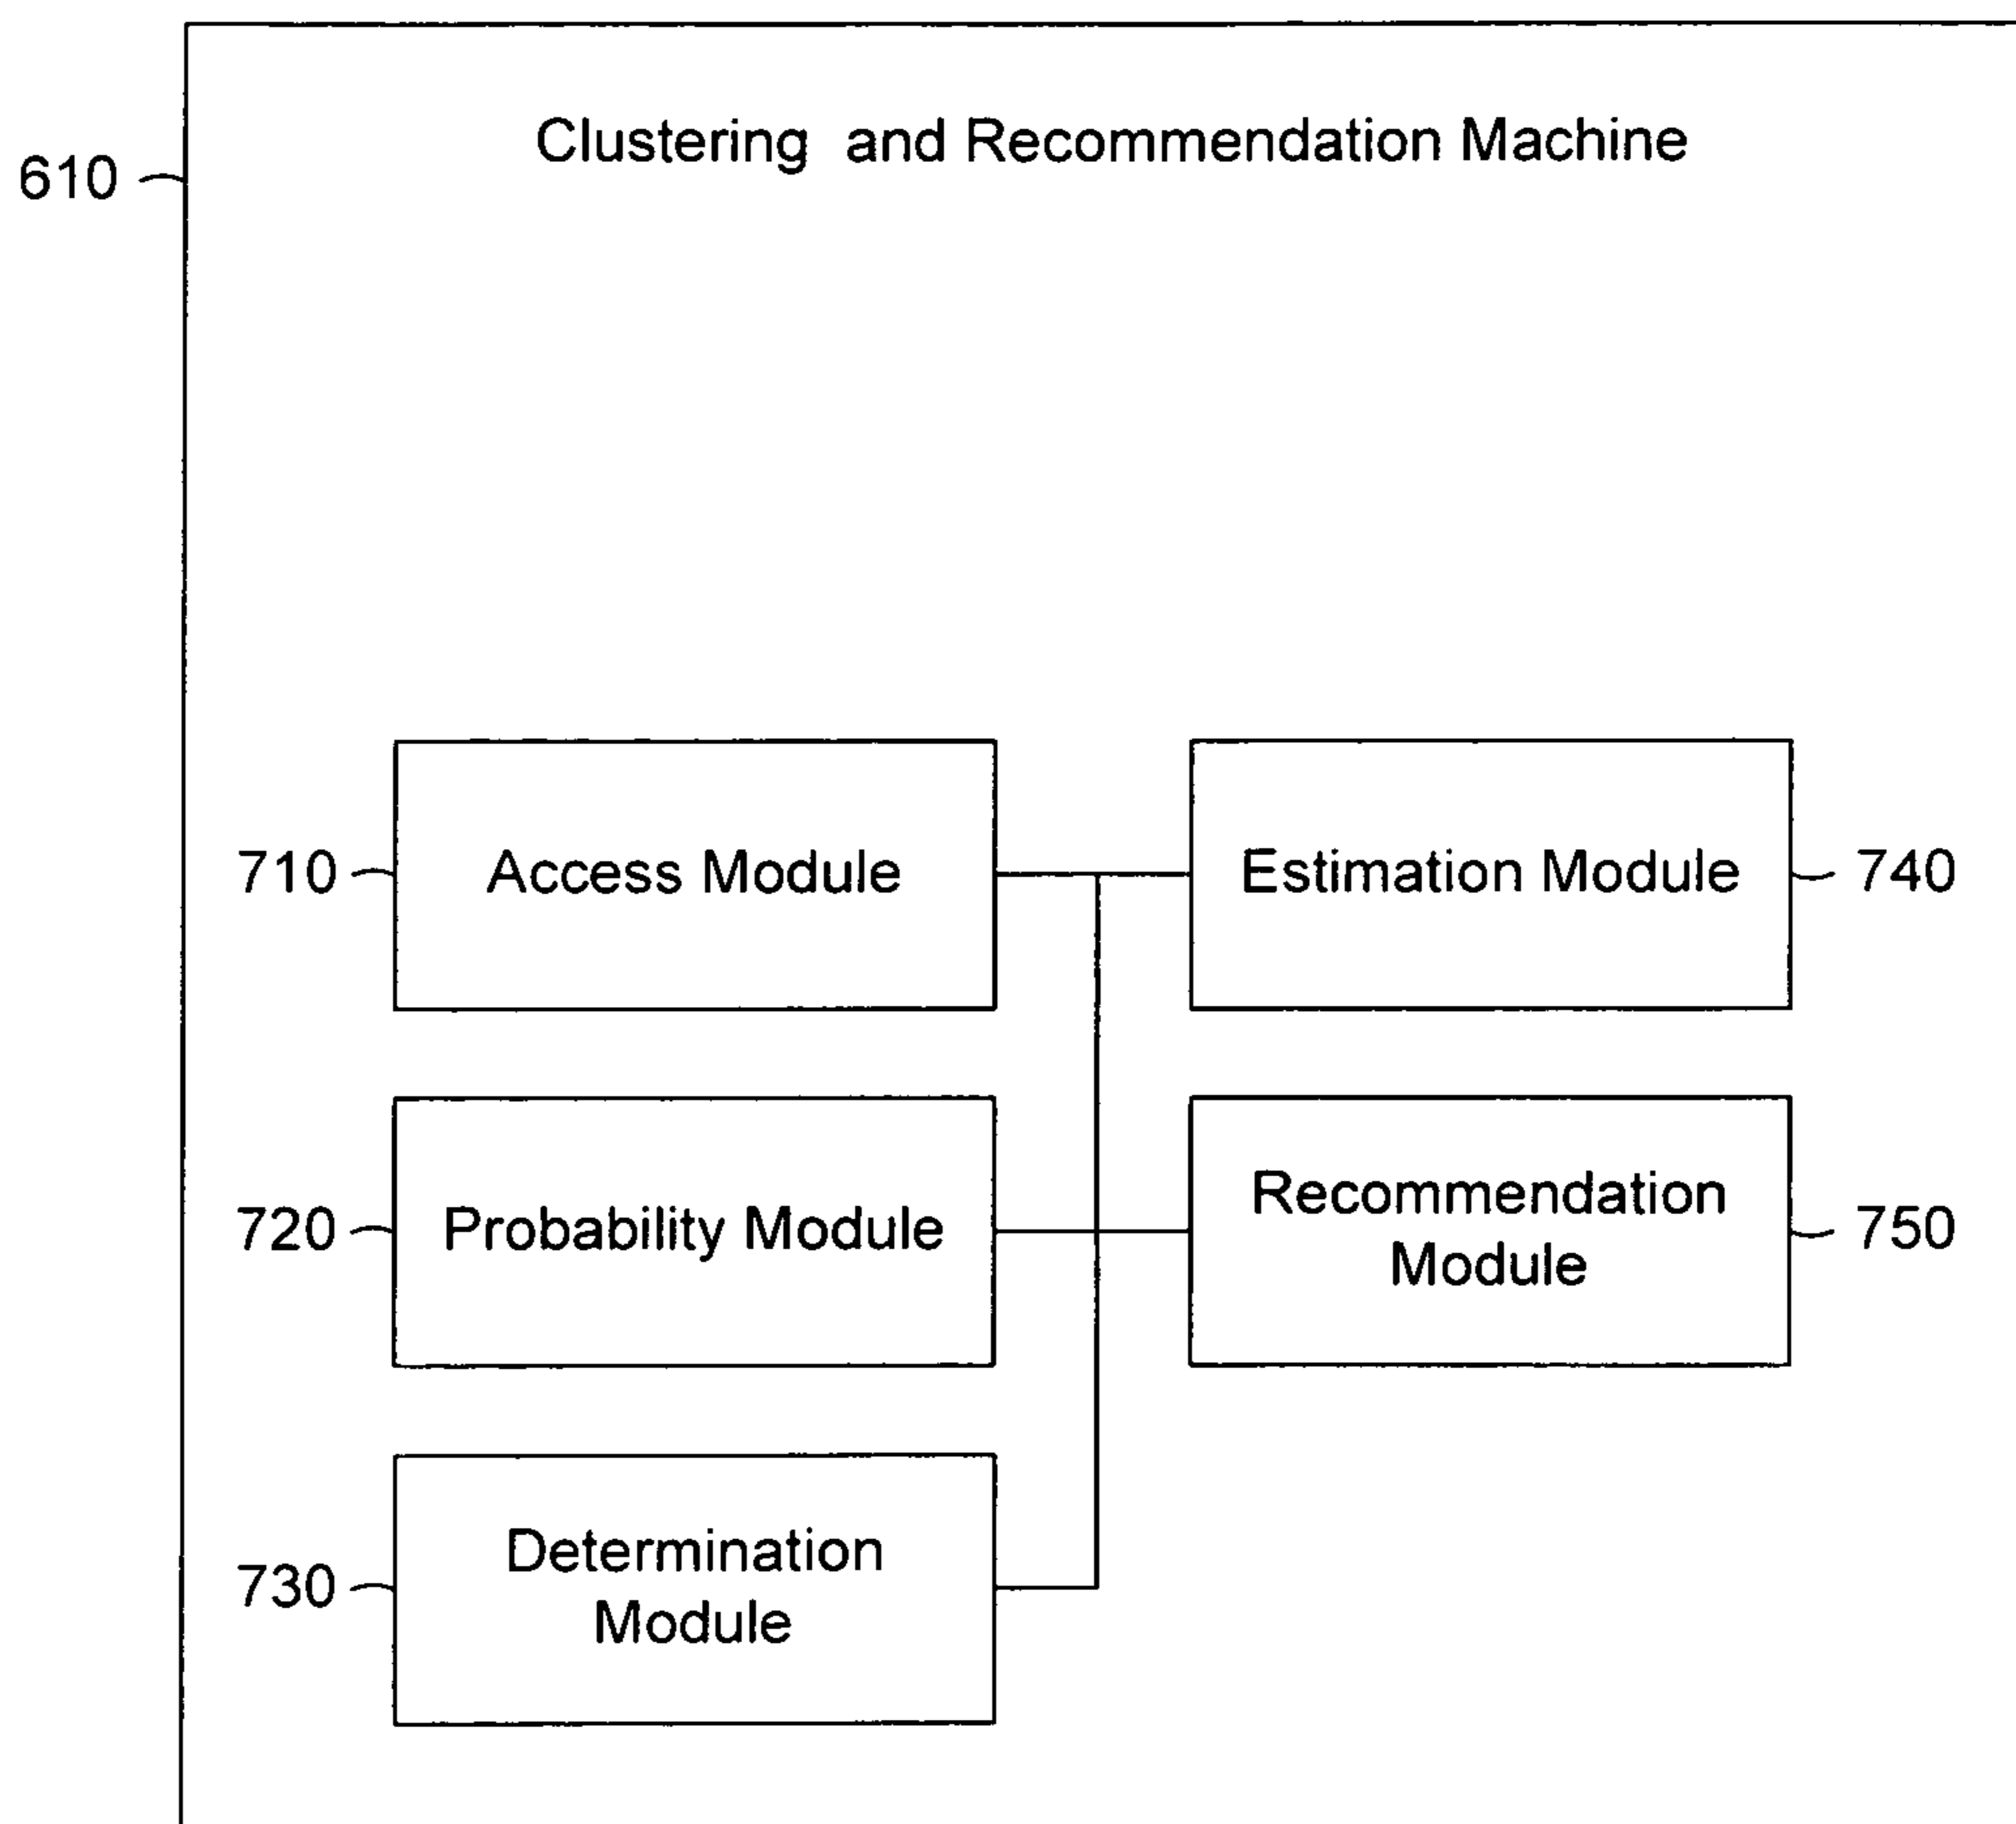 Clustering and Recommendation Machine
610
710
Access Module
Estimation Module
740
720
Probability Module
Recommendation
Module
750
730
Determination
Module